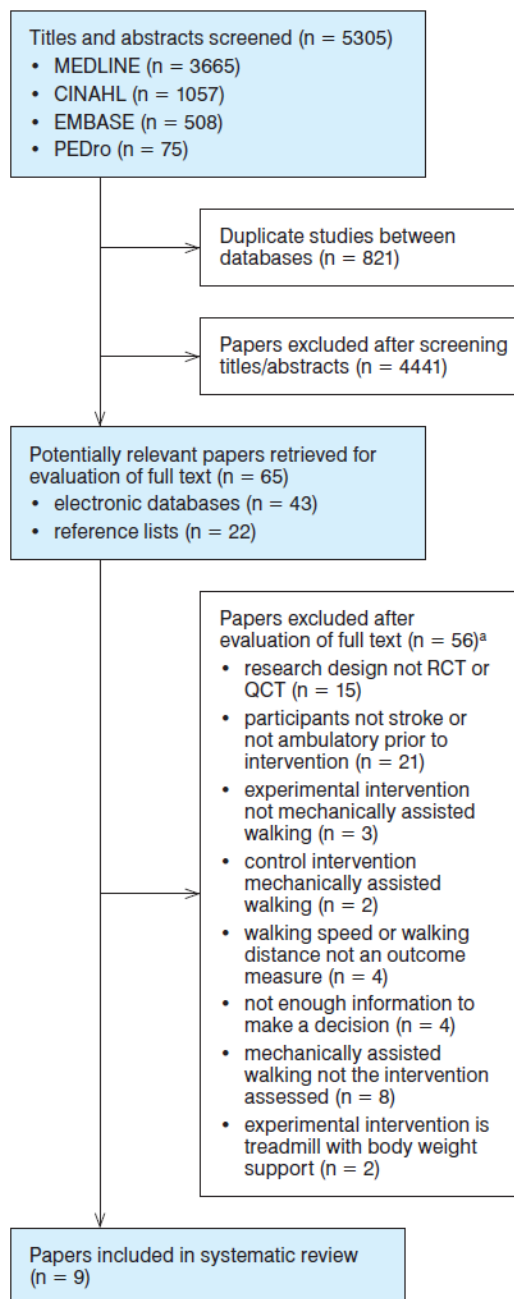 Titles and abstracts screened (n = 5305)
• MEDLINE (n = 3665)
• CINAHL (n = 1057)
• EMBASE (n = 508)
• PEDro (n = 75)
Duplicate studies between
databases (n = 821)
Papers excluded after screening
titles/abstracts (n = 4441)
Potentially relevant papers retrieved for
evaluation of full text (n = 65)
• electronic databases (n = 43)
• reference lists (n = 22)
Papers excluded after
evaluation of full text (n = 56)ᵃ
• research design not RCT or
QCT (n = 15)
• participants not stroke or
not ambulatory prior to
intervention (n = 21)
• experimental intervention
not mechanically assisted
walking (n = 3)
• control intervention
mechanically assisted
walking (n = 2)
• walking speed or walking
distance not an outcome
measure (n = 4)
• not enough information to
make a decision (n = 4)
• mechanically assisted
walking not the intervention
assessed (n = 8)
• experimental intervention is
treadmill with body weight
support (n = 2)
Papers included in systematic review
(n = 9)